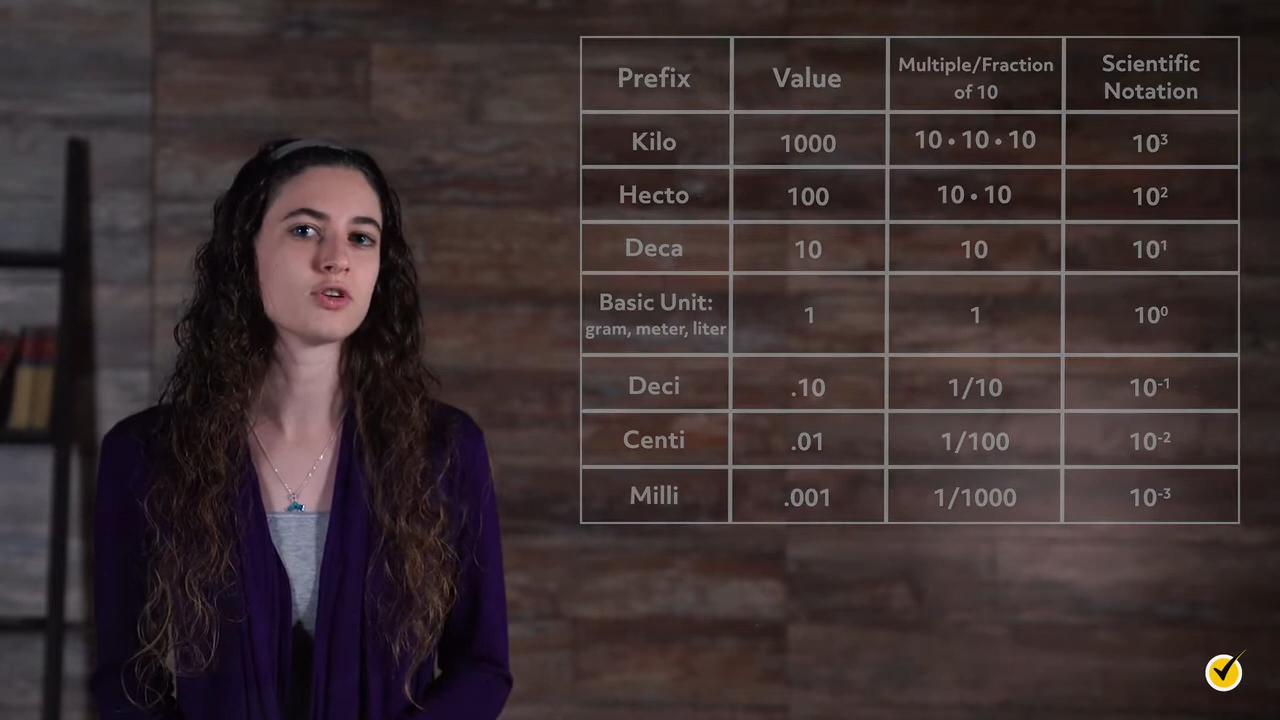 Prefix Value Multiple/Fraction of 10 Scientific Notation
Kilo 1000 10 • 10 • 10 10³
Hecto 100 10 • 10 10²
Deca 10 10 10¹
Basic Unit: gram, meter, liter 1 1 10⁰
Deci .10 1/10 10⁻¹
Centi .01 1/100 10⁻²
Milli .001 1/1000 10⁻³